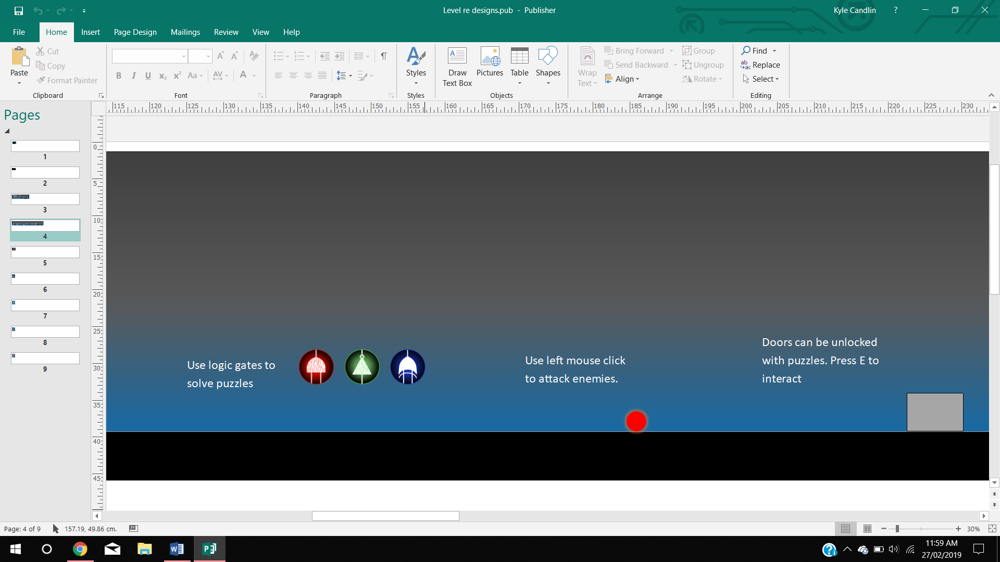 Level re designs.pub - Publisher
Kyle Candlin
?
File
Home
Insert
Page Design
Mailings
Review
View
Help
Paste
Cut
Copy
Format Painter
Clipboard
B I U x₂ x² Aa AV A
Font
Paragraph
Styles
Styles
Draw
Text Box
Pictures
Table
Shapes
Objects
Wrap
Text
Bring Forward
Send Backward
Align
Group
Ungroup
Rotate
Arrange
Find
Replace
Select
Editing
Pages
1
2
3
4
5
6
7
8
9
115 120 125 130 135 140 145 150 155 160 165 170 175 180 185 190 195 200 205 210 215 220 225 230
0
5
10
15
20
25
30
35
40
45
Use logic gates to
solve puzzles
Use left mouse click
to attack enemies.
Doors can be unlocked
with puzzles. Press E to
interact
Page: 4 of 9
157.19, 49.86 cm.
30%
11:59 AM
27/02/2019